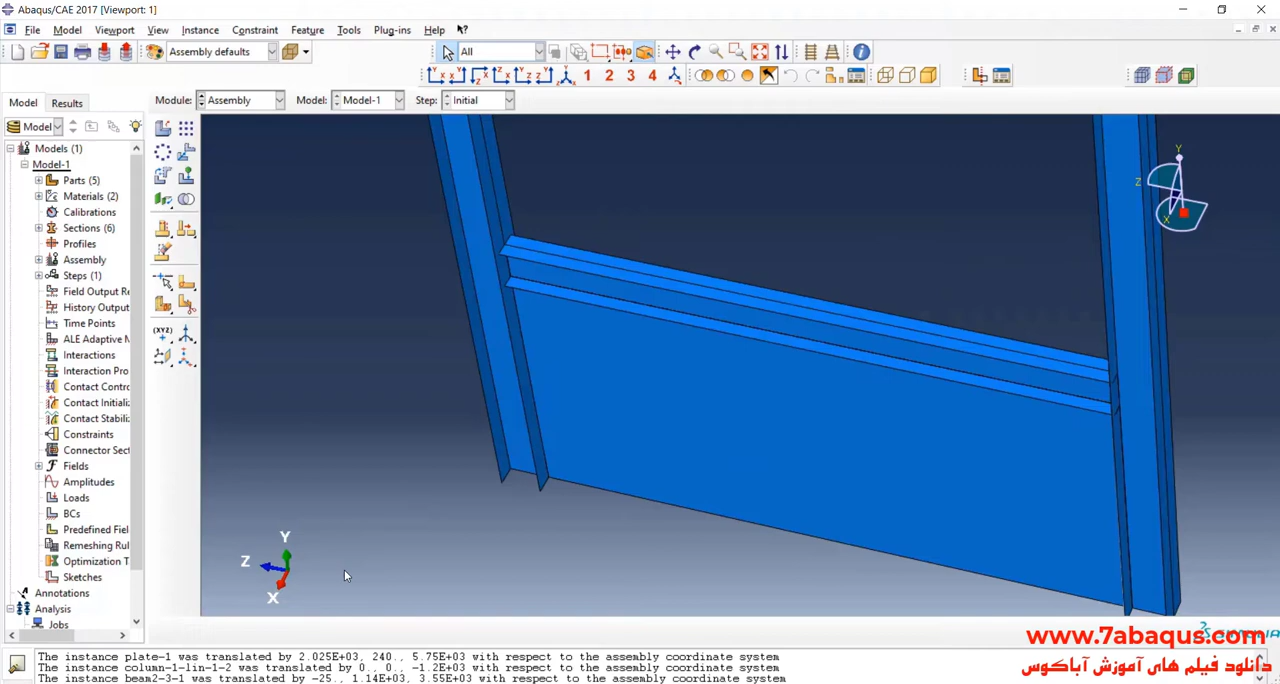 Abaqus/CAE 2017 [Viewport: 1]
File Model Viewport View Instance Constraint Feature Tools Plug-ins Help
Assembly defaults All
1 2 3 4
Model Results Module: Assembly Model: Model-1 Step: Initial
Model
Models (1)
Model-1
Parts (5)
Materials (2)
Calibrations
Sections (6)
Profiles
Assembly
Steps (1)
Field Output Re
History Output
Time Points
ALE Adaptive M
Interactions
Interaction Pro
Contact Contro
Contact Initializ
Contact Stabiliz
Constraints
Connector Sect
Fields
Amplitudes
Loads
BCs
Predefined Fiel
Remeshing Rul
Optimization T
Sketches
Annotations
Analysis
Jobs
(XYZ)
Y
Z
X
Y
Z
X
www.7abaqus.com
دانلود فیلم های آموزش آباکوس
The instance plate-1 was translated by 2.025E+03, 240., 5.75E+03 with respect to the assembly coordinate system
The instance column-1-lin-1-2 was translated by 0., 0., -1.2E+03 with respect to the assembly coordinate system
The instance beam2-3-1 was translated by -25., 1.14E+03, 3.55E+03 with respect to the assembly coordinate system